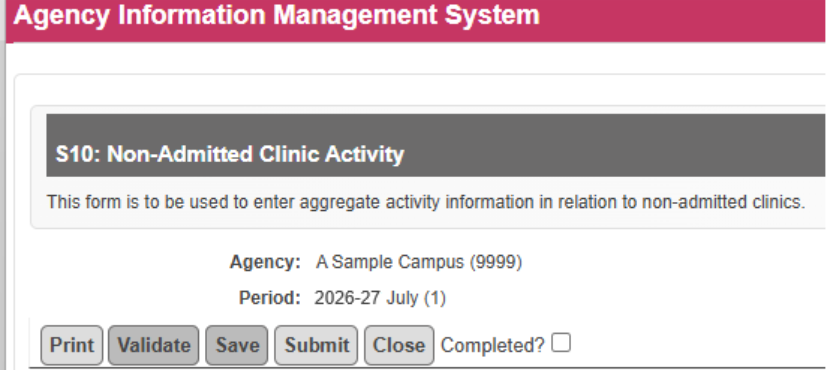 Agency Information Management System
S10: Non-Admitted Clinic Activity
This form is to be used to enter aggregate activity information in relation to non-admitted clinics.
Agency: A Sample Campus (9999)
Period: 2026-27 July (1)
Print Validate Save Submit Close Completed?